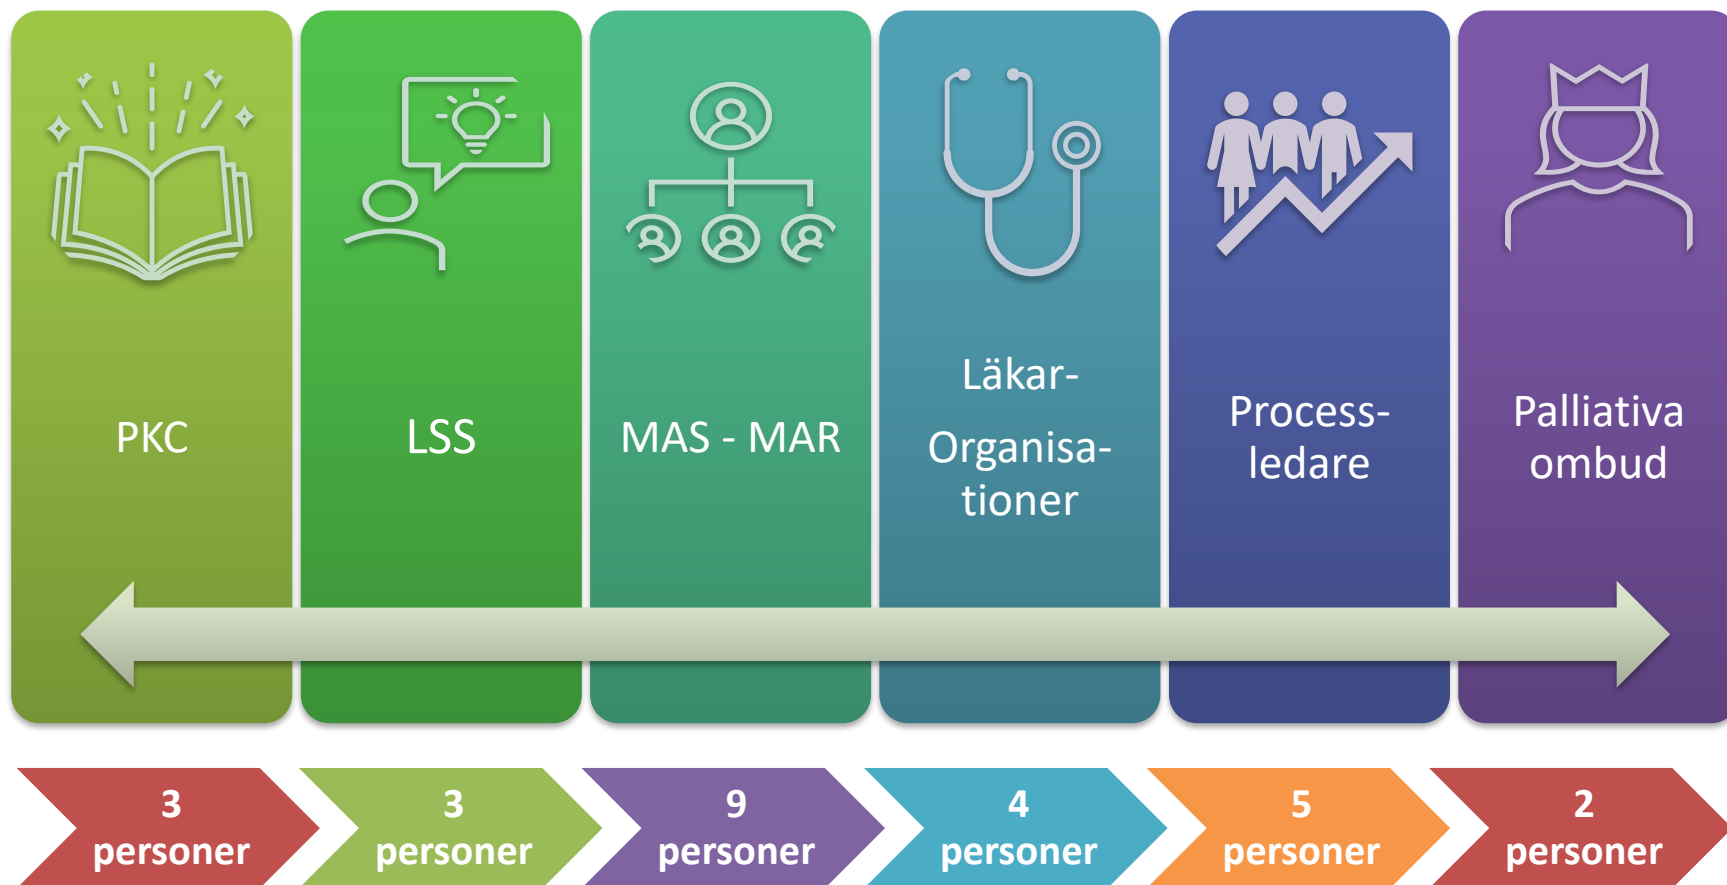 PKC
LSS
MAS - MAR
Läkar-
Organisa-
tioner
Process-
ledare
Palliativa
ombud
3
personer
3
personer
9
personer
4
personer
5
personer
2
personer